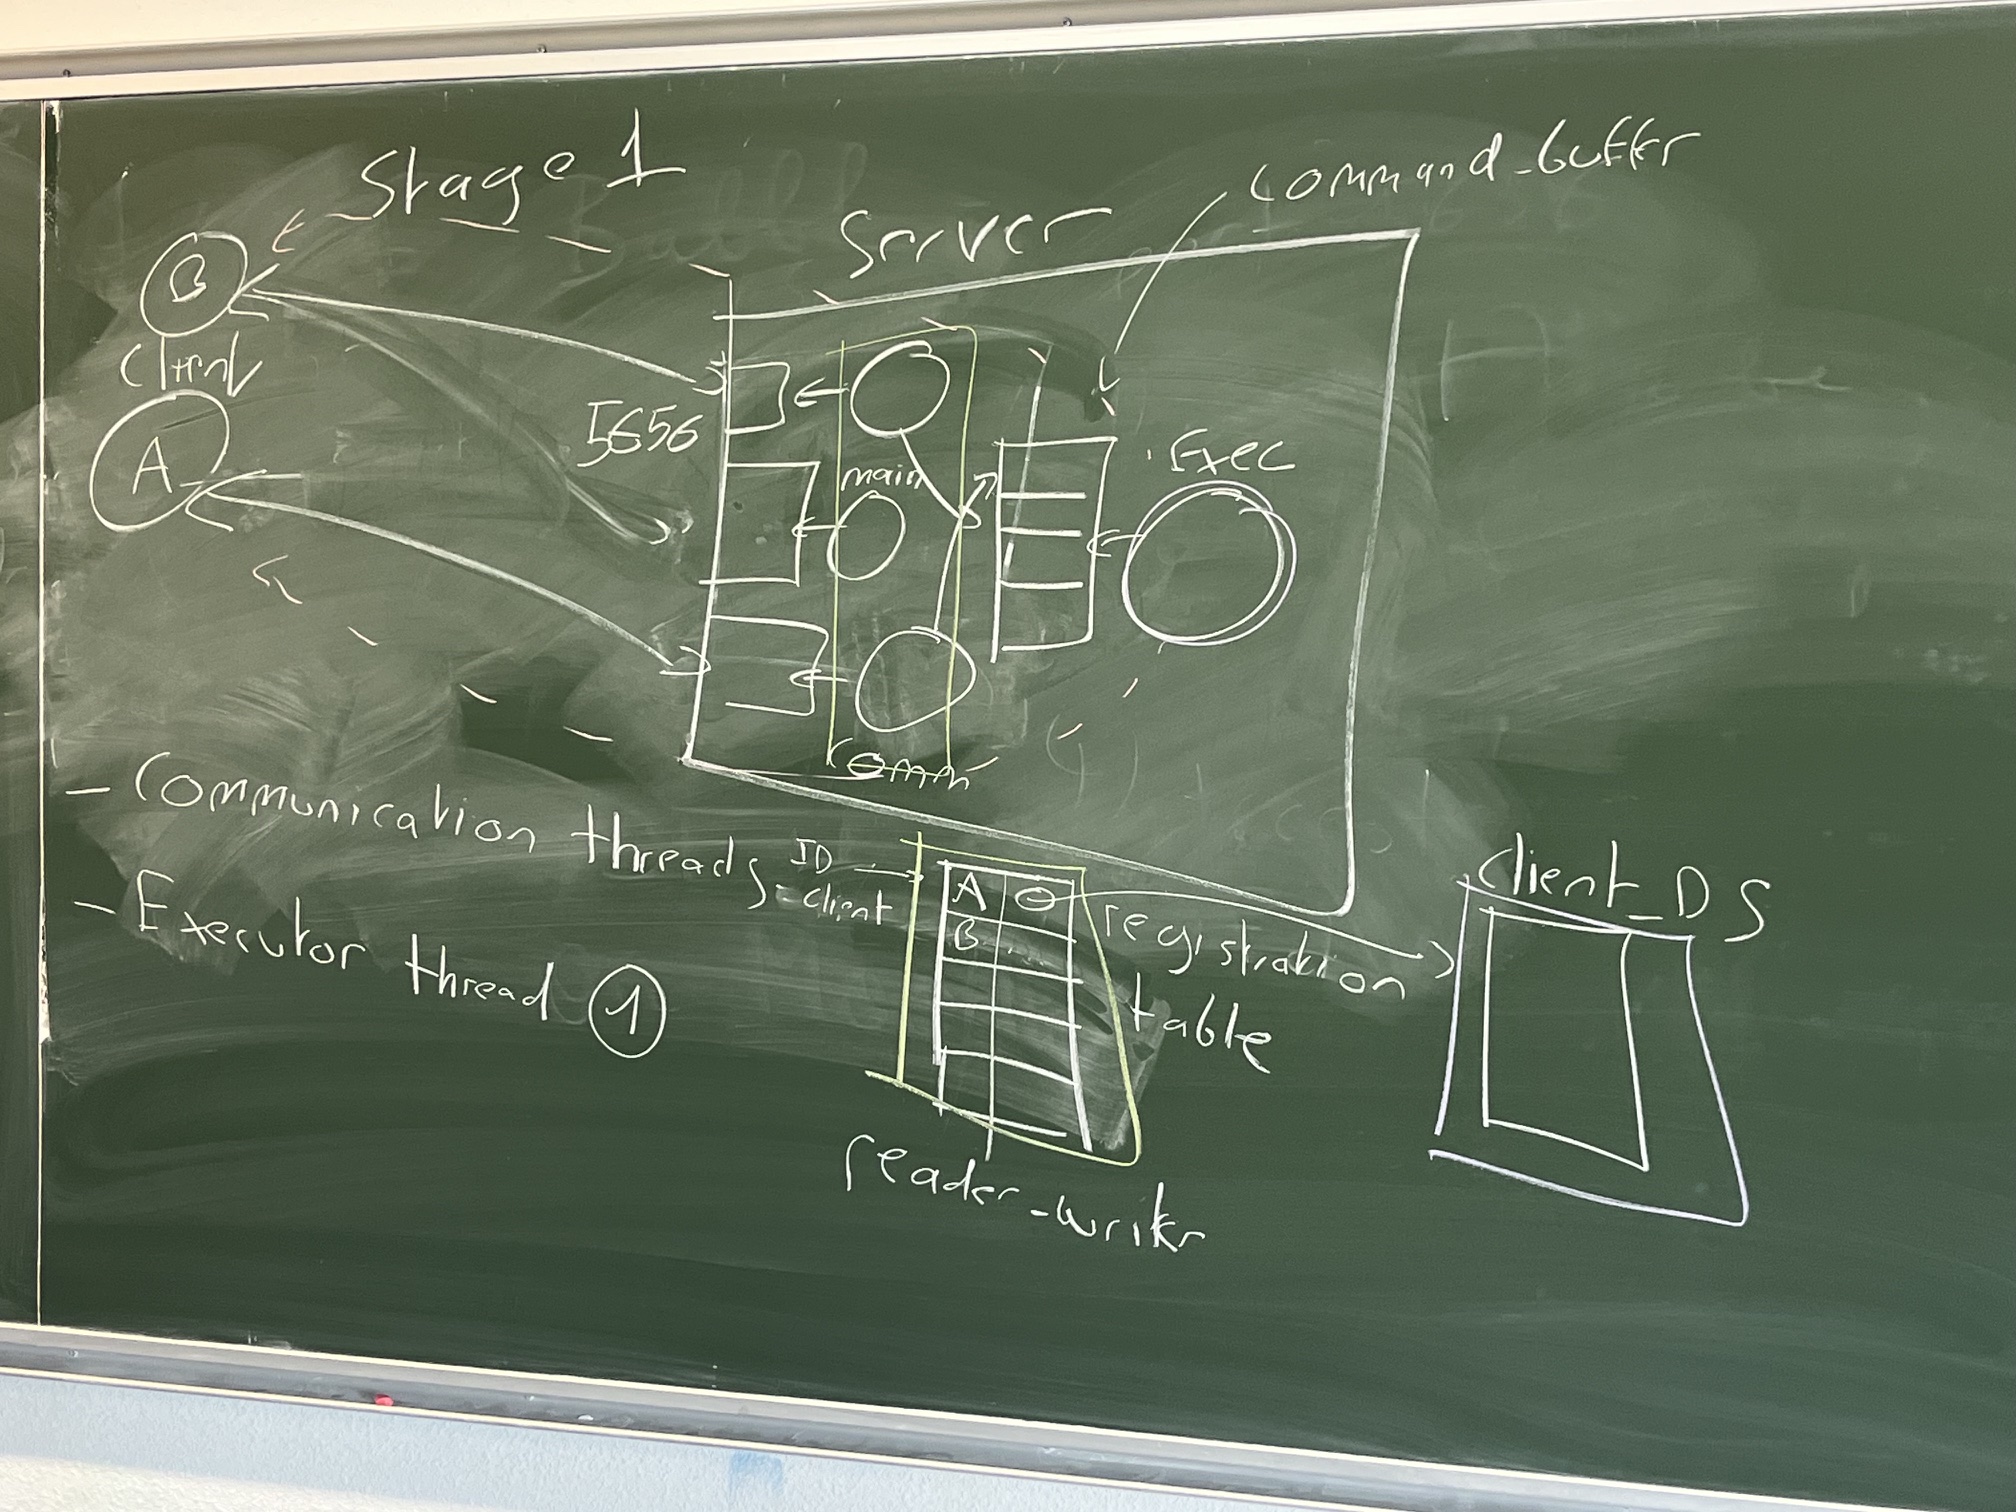 Stage 1
command_buffer
Server
B
Client
A
5656
main
Exec
Comm
- Communication threads
- Executor thread 1
ID
-client
A
B
registration
table
reader-writer
Client_DS